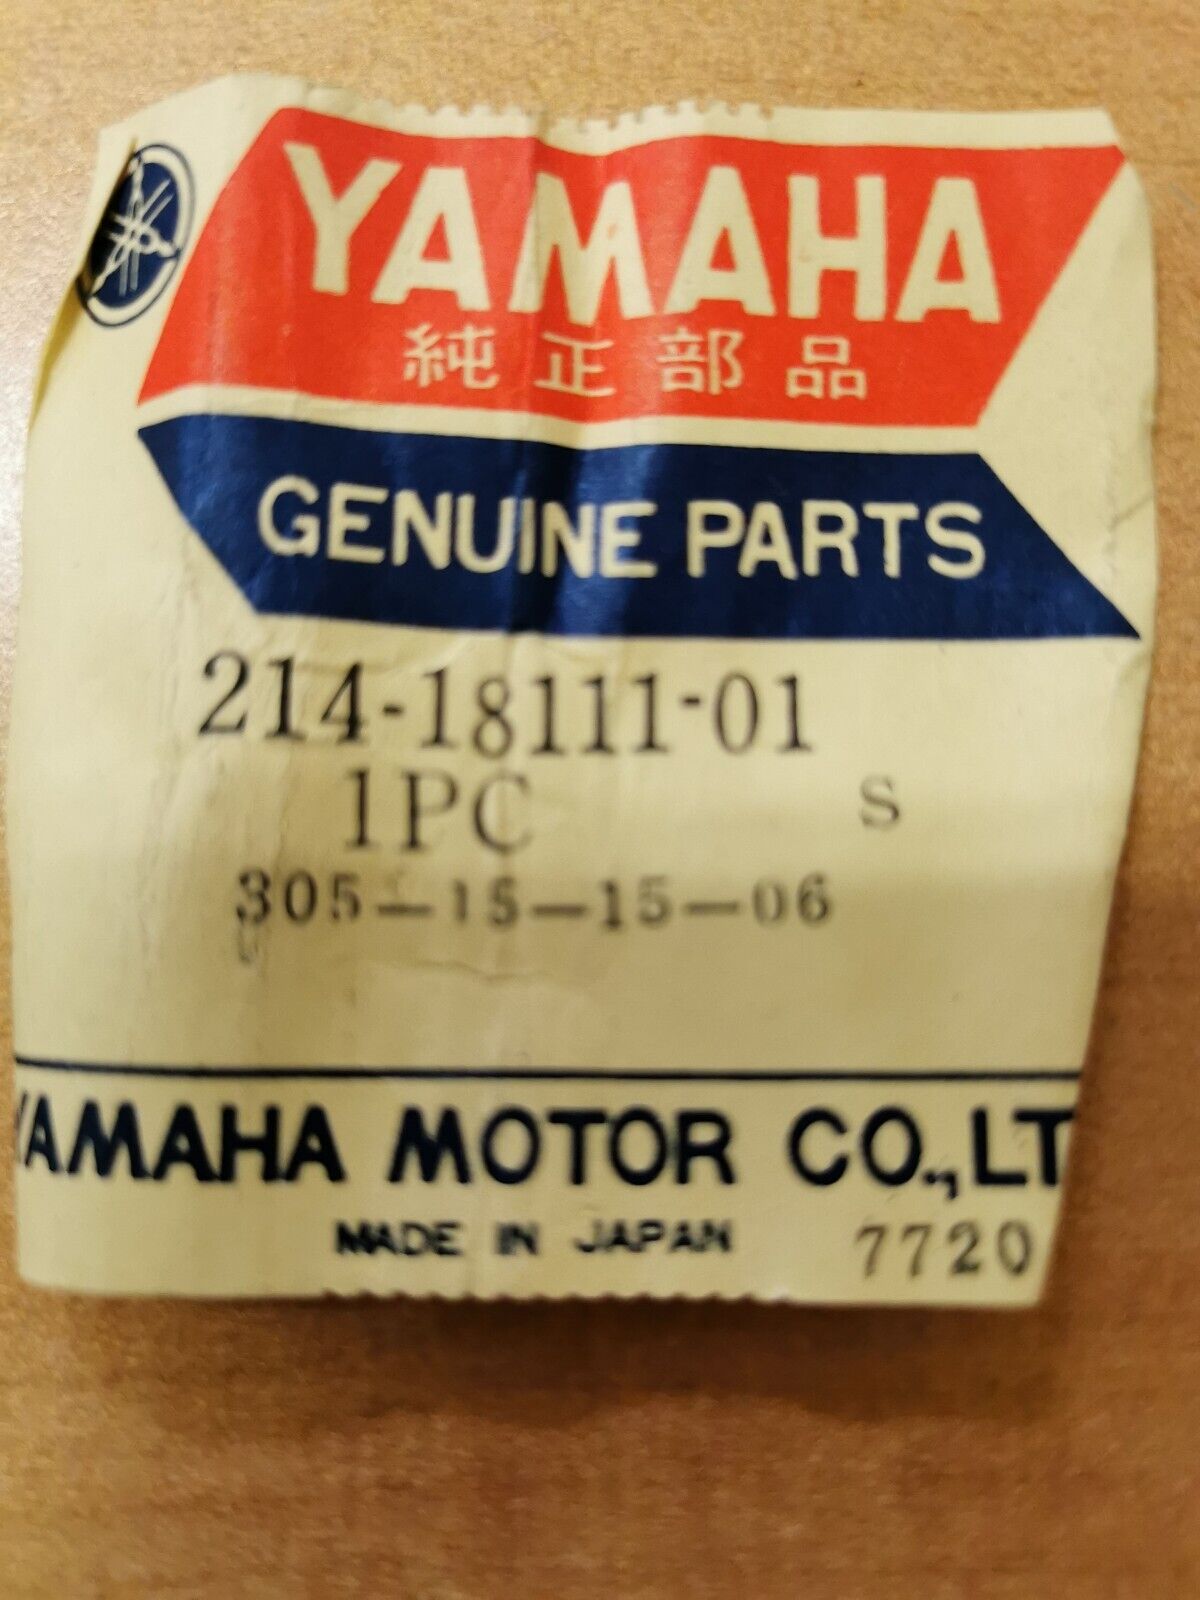 YAMAHA
純正部品
GENUINE PARTS
214-18111-01
1PC S
305-15-15-06
YAMAHA MOTOR CO.,LT
MADE IN JAPAN 7720